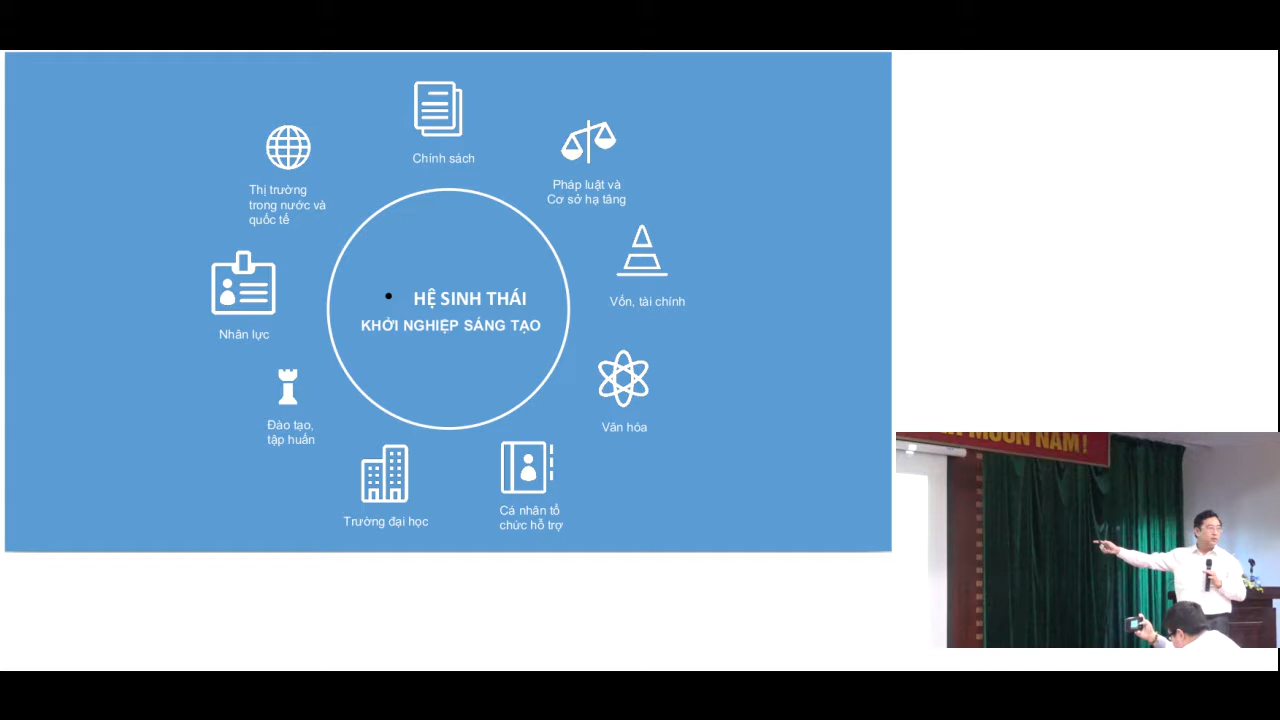 Chính sách
Pháp luật và
Cơ sở hạ tầng
Thị trường
trong nước và
quốc tế
HỆ SINH THÁI
KHỞI NGHIỆP SÁNG TẠO
Vốn, tài chính
Nhân lực
Văn hóa
Đào tạo,
tập huấn
Cá nhân tổ
chức hỗ trợ
Trường đại học
MUÔN NĂM!